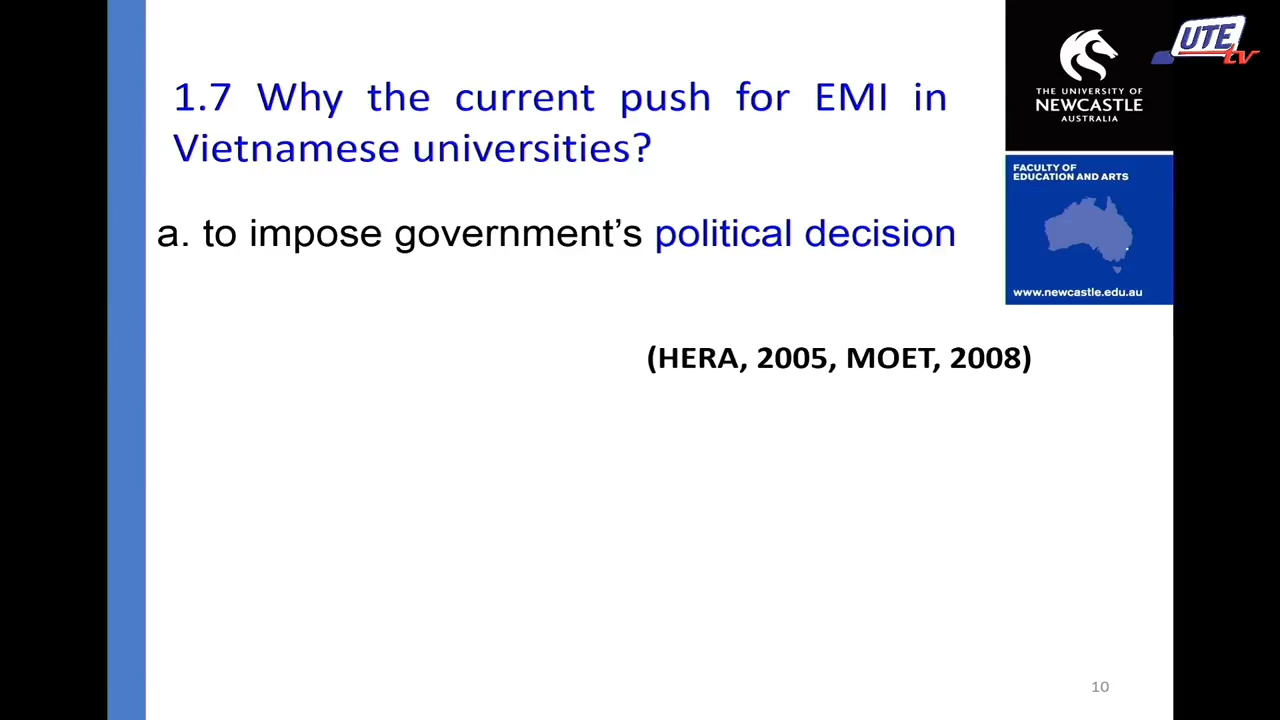 UTE
tv
THE UNIVERSITY OF
NEWCASTLE
AUSTRALIA
1.7 Why the current push for EMI in
Vietnamese universities?
FACULTY OF
EDUCATION AND ARTS
a. to impose government’s political decision
www.newcastle.edu.au
(HERA, 2005, MOET, 2008)
10